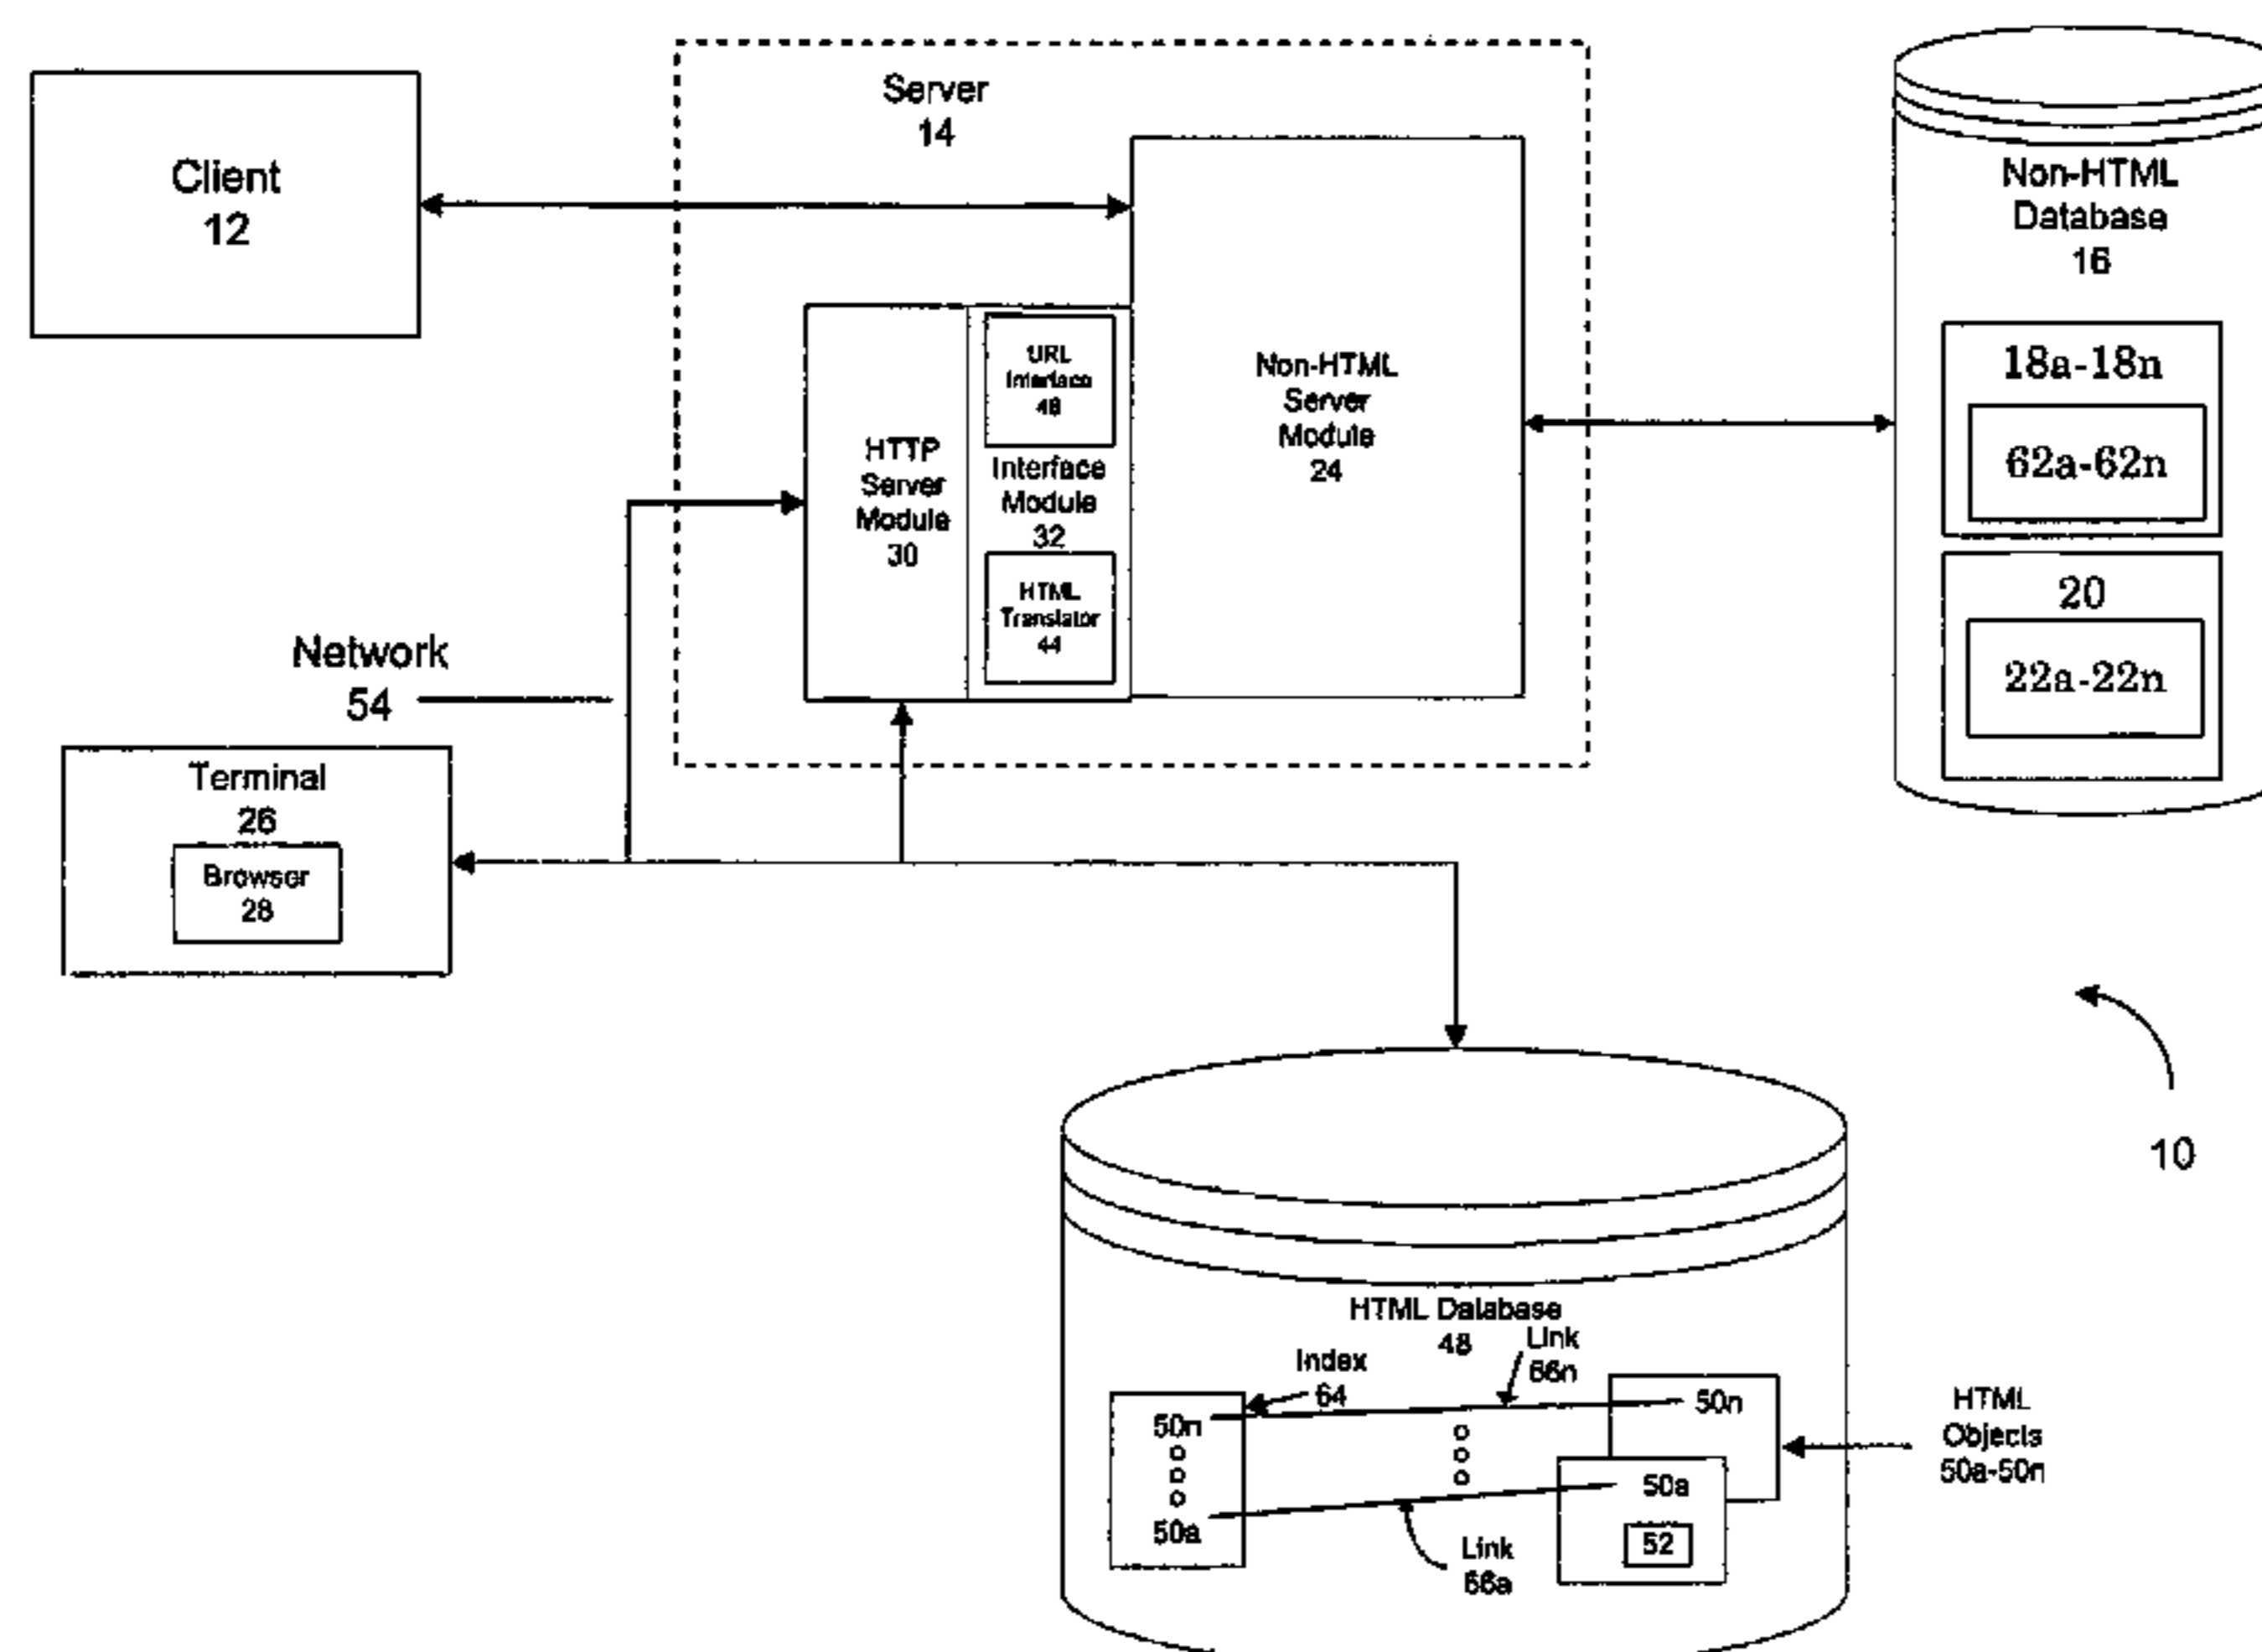 Server
14
Client
12
Non-HTML
Database
16
18a-18n
62a-62n
20
22a-22n
URL
Interface
HTTP
Server
Module
30
Interface
Module
32
HTML
Translator
44
Non-HTML
Server
Module
24
Network
54
Terminal
26
Browser
28
10
HTML Database
48
Index
64
Link
66n
50n
50a
50n
50a
52
Link
66a
HTML
Objects
50a-50n